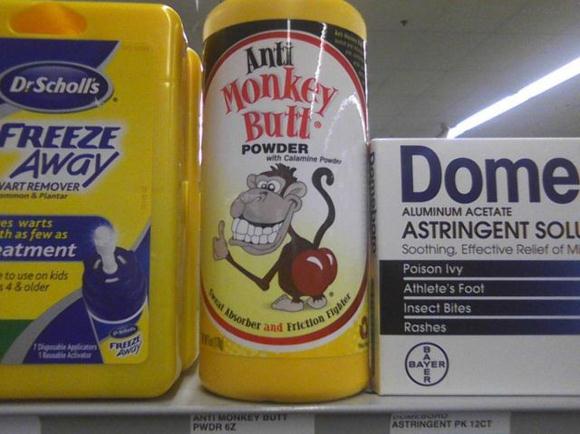 Dr Scholl's
FREEZE
AWAY
WART REMOVER
Common & Plantar
es warts
th as few as
eatment
e to use on kids
s 4 & older
7 Disposable Applicators
1 Reusable Activator
FREEZE
AWAY
Anti
Monkey
Butt
POWDER
with Calamine Powder
Sweat Absorber and Friction Fighter
Dome
ALUMINUM ACETATE
ASTRINGENT SOLU
Soothing, Effective Relief of Mi
Poison Ivy
Athlete's Foot
Insect Bites
Rashes
BAYER
BAYER
ANTI MONKEY BUTT
PWDR 6Z
DOMEBORO
ASTRINGENT PK 12CT